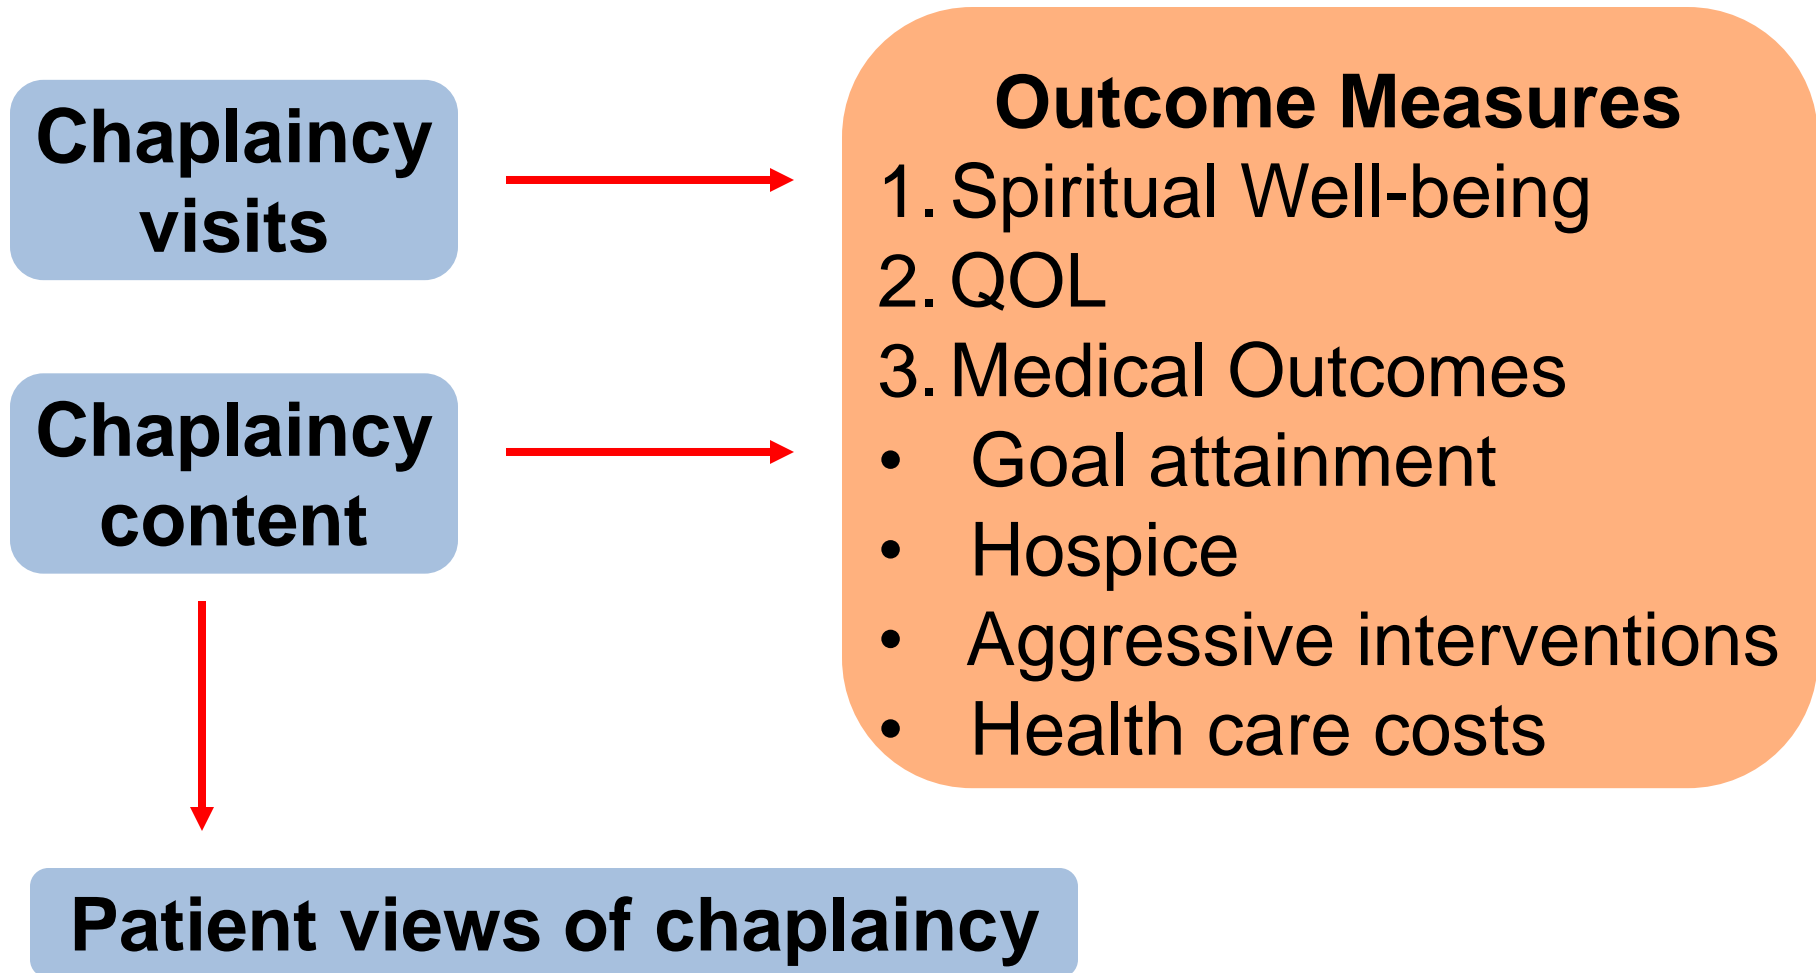 Chaplaincy
visits
Chaplaincy
content
Outcome Measures
1. Spiritual Well-being
2. QOL
3. Medical Outcomes
• Goal attainment
• Hospice
• Aggressive interventions
• Health care costs
Patient views of chaplaincy